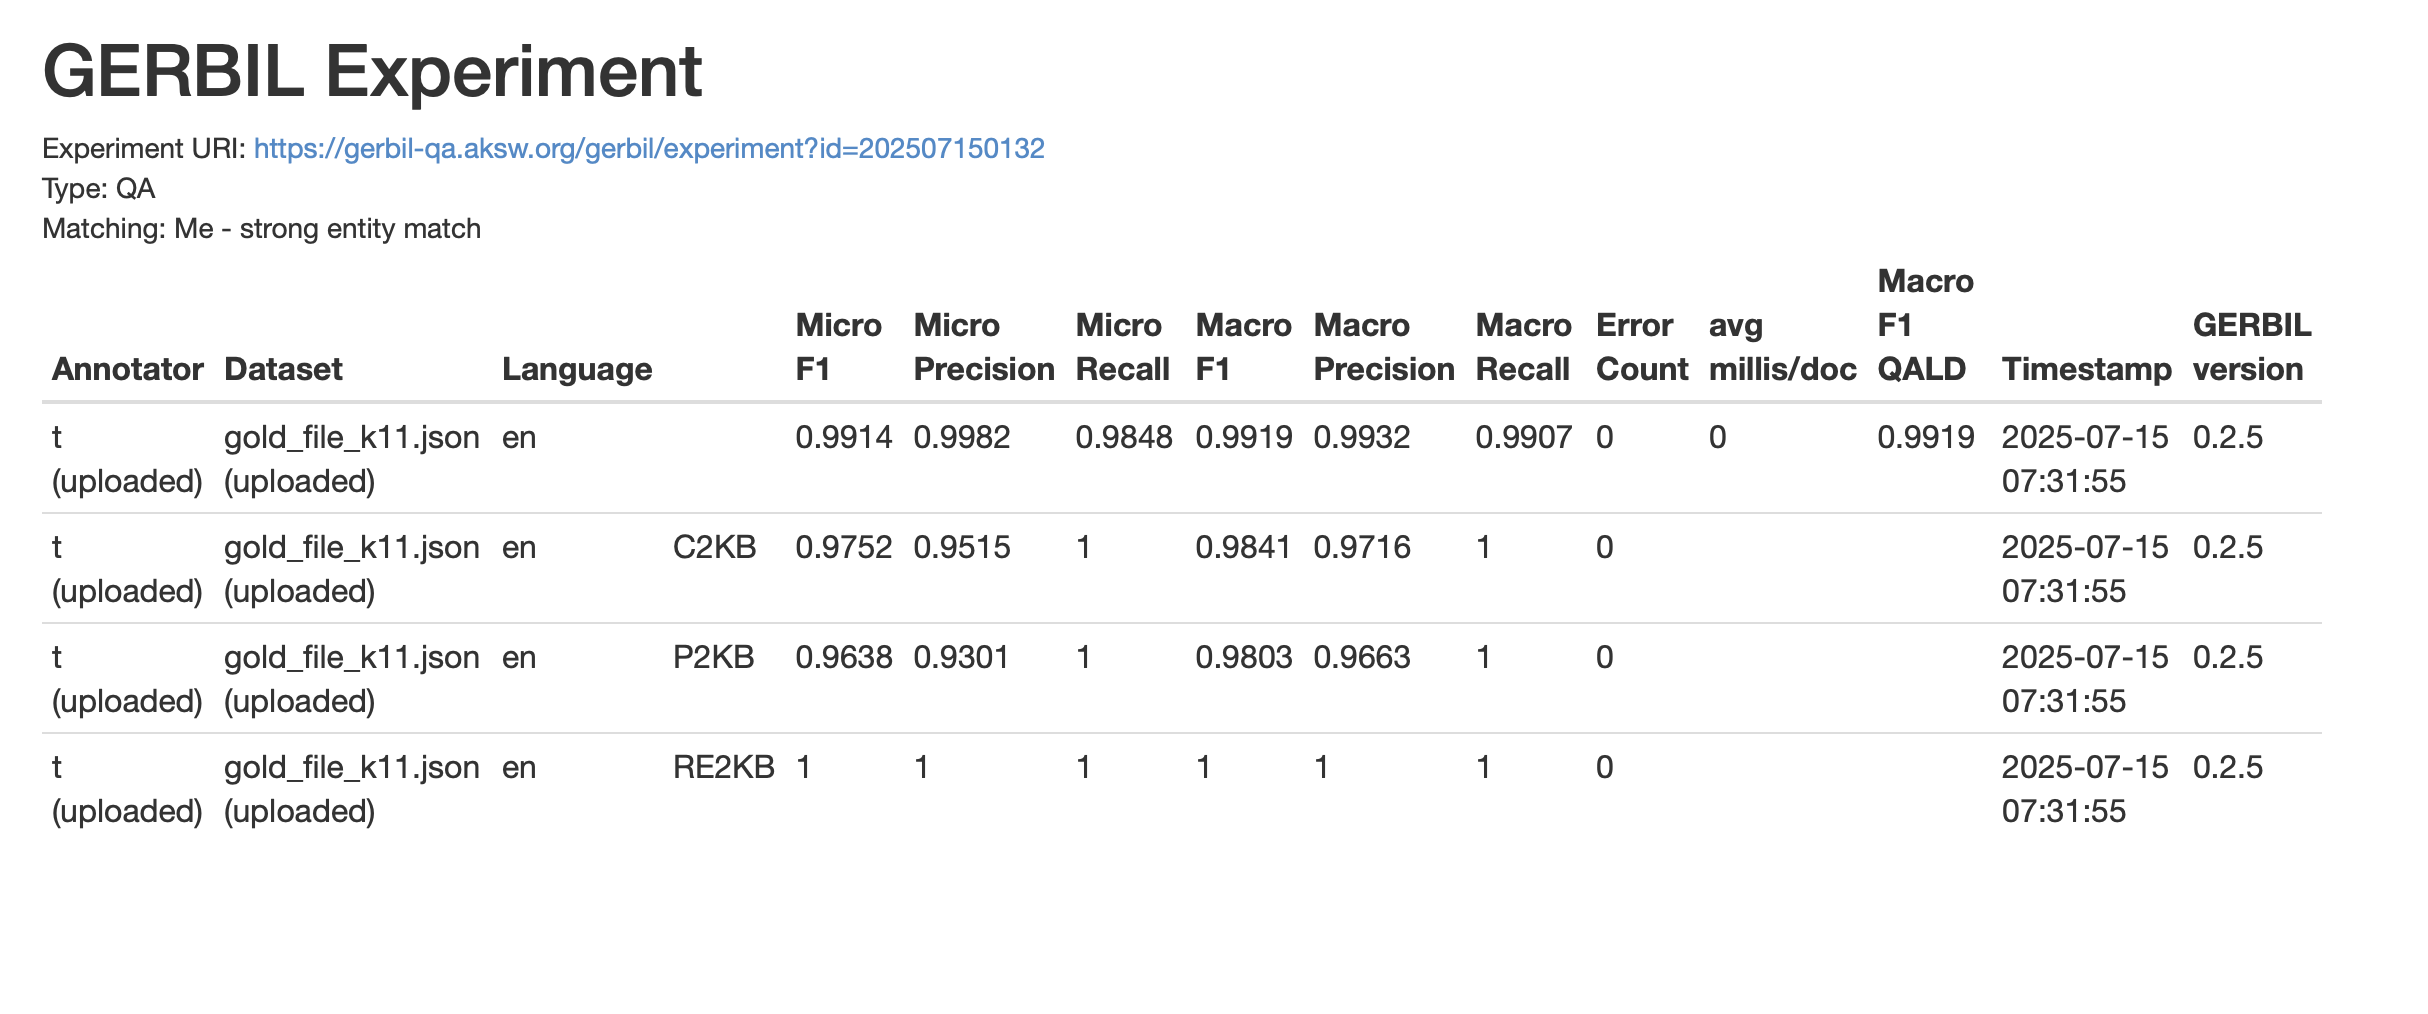 GERBIL Experiment
Experiment URI: https://gerbil-qa.aksw.org/gerbil/experiment?id=202507150132
Type: QA
Matching: Me - strong entity match
Annotator Dataset Language Micro F1 Micro Precision Micro Recall Macro F1 Macro Precision Macro Recall Error Count avg millis/doc Macro F1 QALD Timestamp GERBIL version
t (uploaded) gold_file_k11.json (uploaded) en 0.9914 0.9982 0.9848 0.9919 0.9932 0.9907 0 0 0.9919 2025-07-15 07:31:55 0.2.5
t (uploaded) gold_file_k11.json (uploaded) en C2KB 0.9752 0.9515 1 0.9841 0.9716 1 0 2025-07-15 07:31:55 0.2.5
t (uploaded) gold_file_k11.json (uploaded) en P2KB 0.9638 0.9301 1 0.9803 0.9663 1 0 2025-07-15 07:31:55 0.2.5
t (uploaded) gold_file_k11.json (uploaded) en RE2KB 1 1 1 1 1 1 0 2025-07-15 07:31:55 0.2.5